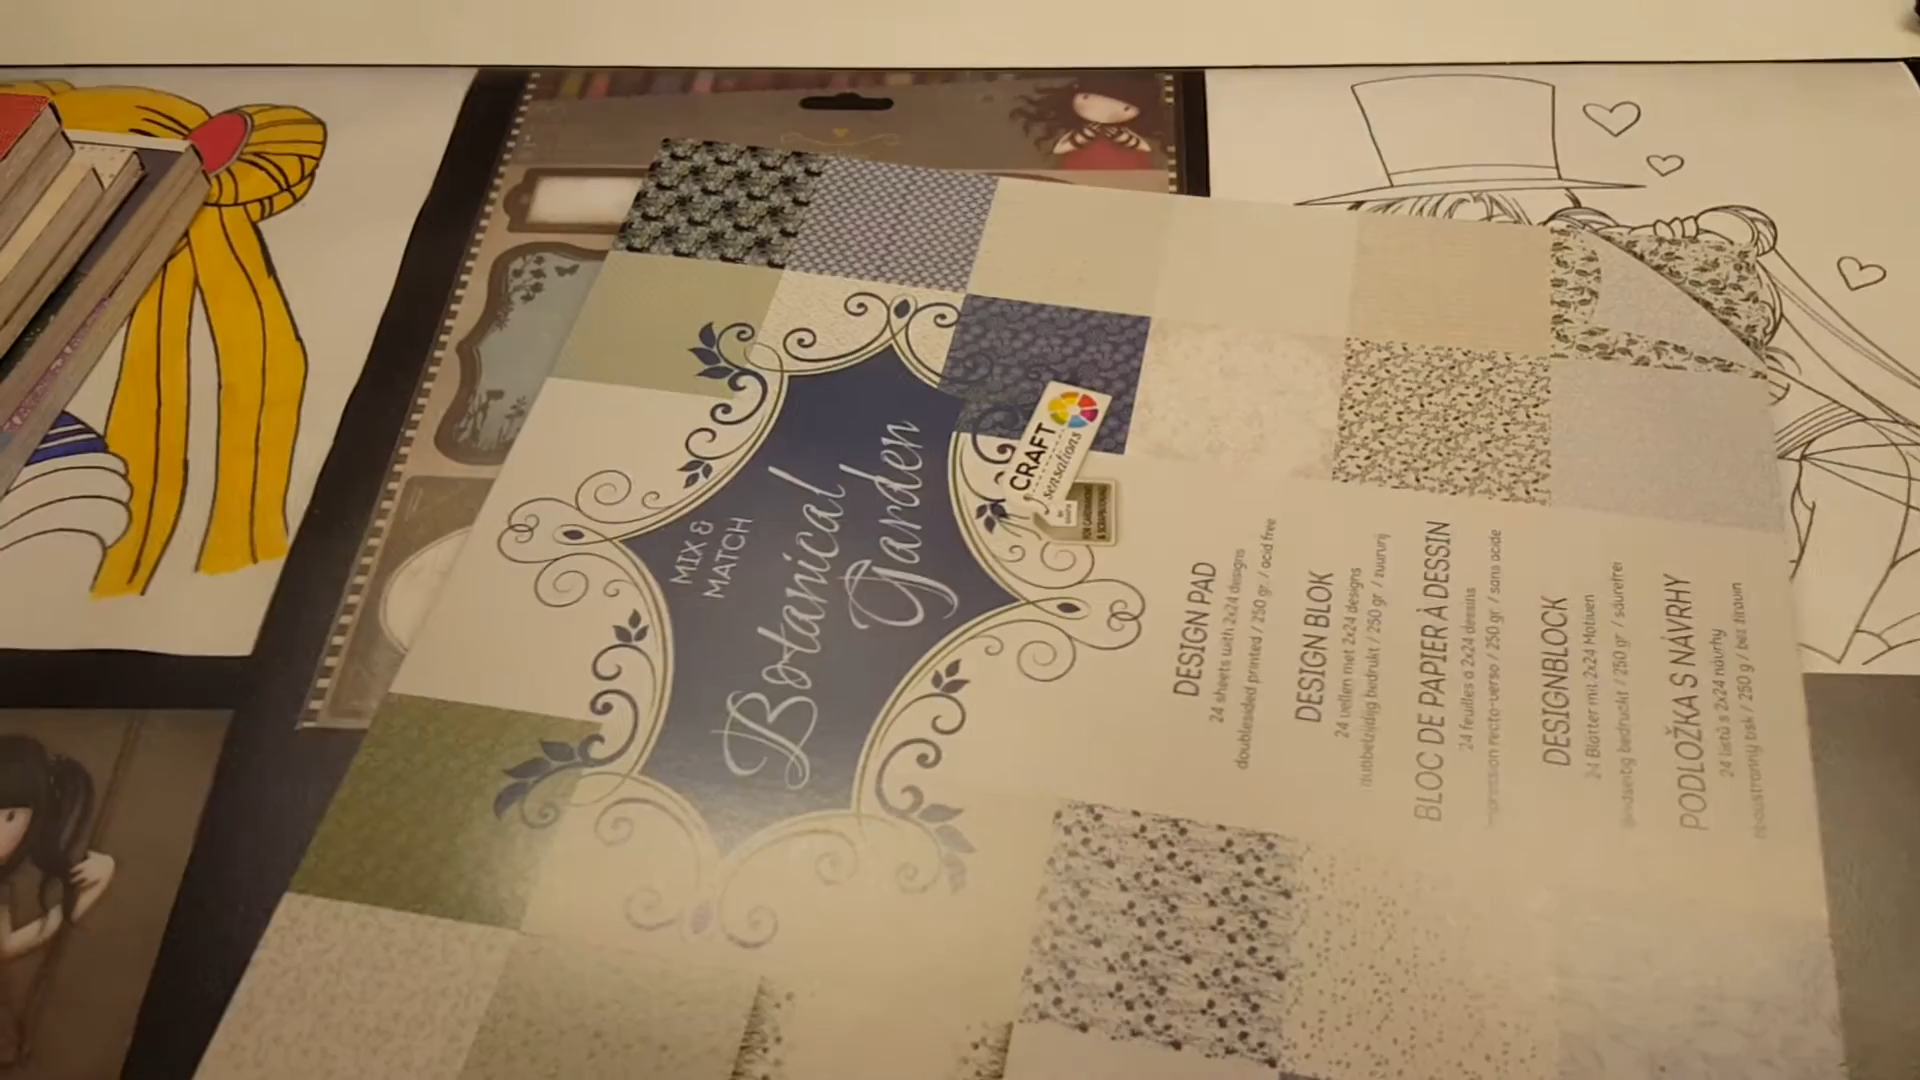 MIX &
MATCH
Botanical
Garden
CRAFT
sensations
FOR CARDMAKING
& SCRAPBOOKING
DESIGN PAD
24 sheets with 2x24 designs
doublesided printed / 250 gr. / acid free
DESIGN BLOK
24 vellen met 2x24 designs
dubbelzijdig bedrukt / 250 gr / zuurvrij
BLOC DE PAPIER À DESSIN
24 feuilles à 2x24 dessins
impression recto-verso / 250 gr / sans acide
DESIGNBLOCK
24 Blätter mit 2x24 Motiven
beidseitig bedruckt / 250 gr / säurefrei
PODLOŽKA S NÁVRHY
24 listů s 2x24 návrhy
oboustranný tisk / 250 g / bez kyselin